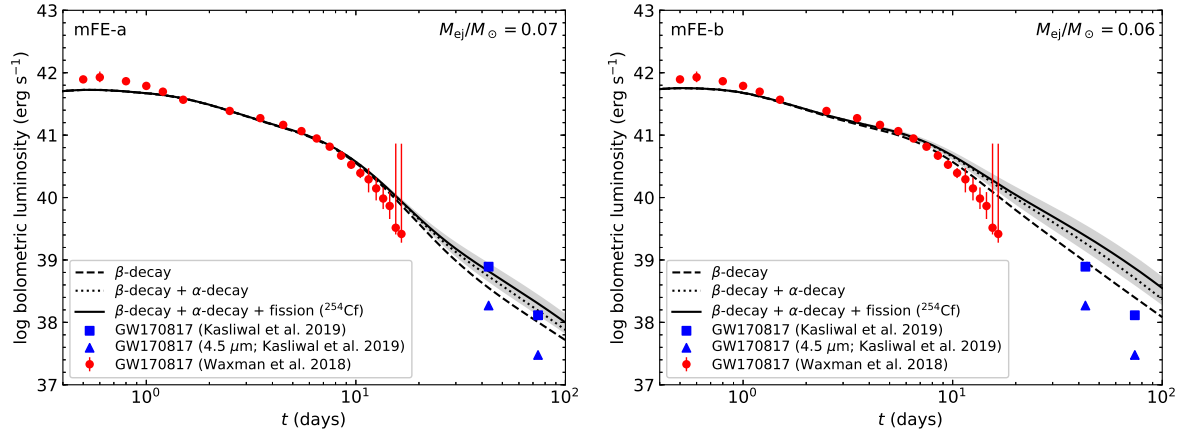 mFE-a
M_ej/M_⊙ = 0.07
log bolometric luminosity (erg s⁻¹)
43
42
41
40
39
38
37
β-decay
β-decay + α-decay
β-decay + α-decay + fission (²⁵⁴Cf)
GW170817 (Kasliwal et al. 2019)
GW170817 (4.5 μm; Kasliwal et al. 2019)
GW170817 (Waxman et al. 2018)
10⁰ 10¹ 10²
t (days)
mFE-b
M_ej/M_⊙ = 0.06
log bolometric luminosity (erg s⁻¹)
43
42
41
40
39
38
37
β-decay
β-decay + α-decay
β-decay + α-decay + fission (²⁵⁴Cf)
GW170817 (Kasliwal et al. 2019)
GW170817 (4.5 μm; Kasliwal et al. 2019)
GW170817 (Waxman et al. 2018)
10⁰ 10¹ 10²
t (days)